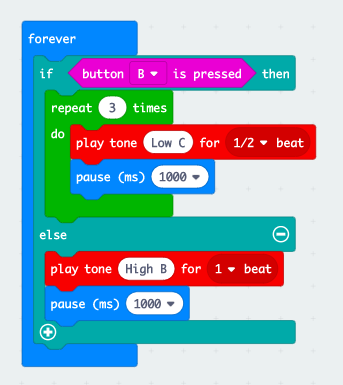 forever
if button B is pressed then
repeat 3 times
do
play tone Low C for 1/2 beat
pause (ms) 1000
else
play tone High B for 1 beat
pause (ms) 1000